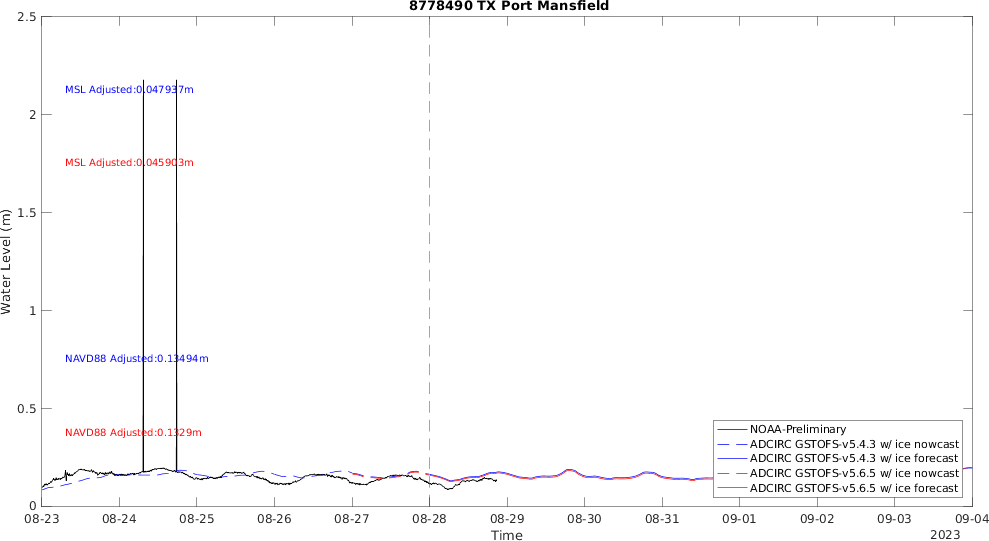 8778490 TX Port Mansfield
2.5
MSL Adjusted:0.047937m
2
MSL Adjusted:0.045903m
1.5
Water Level (m)
1
NAVD88 Adjusted:0.13494m
0.5
NAVD88 Adjusted:0.1329m
NOAA-Preliminary
ADCIRC GSTOFS-v5.4.3 w/ ice nowcast
ADCIRC GSTOFS-v5.4.3 w/ ice forecast
ADCIRC GSTOFS-v5.6.5 w/ ice nowcast
ADCIRC GSTOFS-v5.6.5 w/ ice forecast
0
08-23 08-24 08-25 08-26 08-27 08-28 08-29 08-30 08-31 09-01 09-02 09-03 09-04
Time
2023